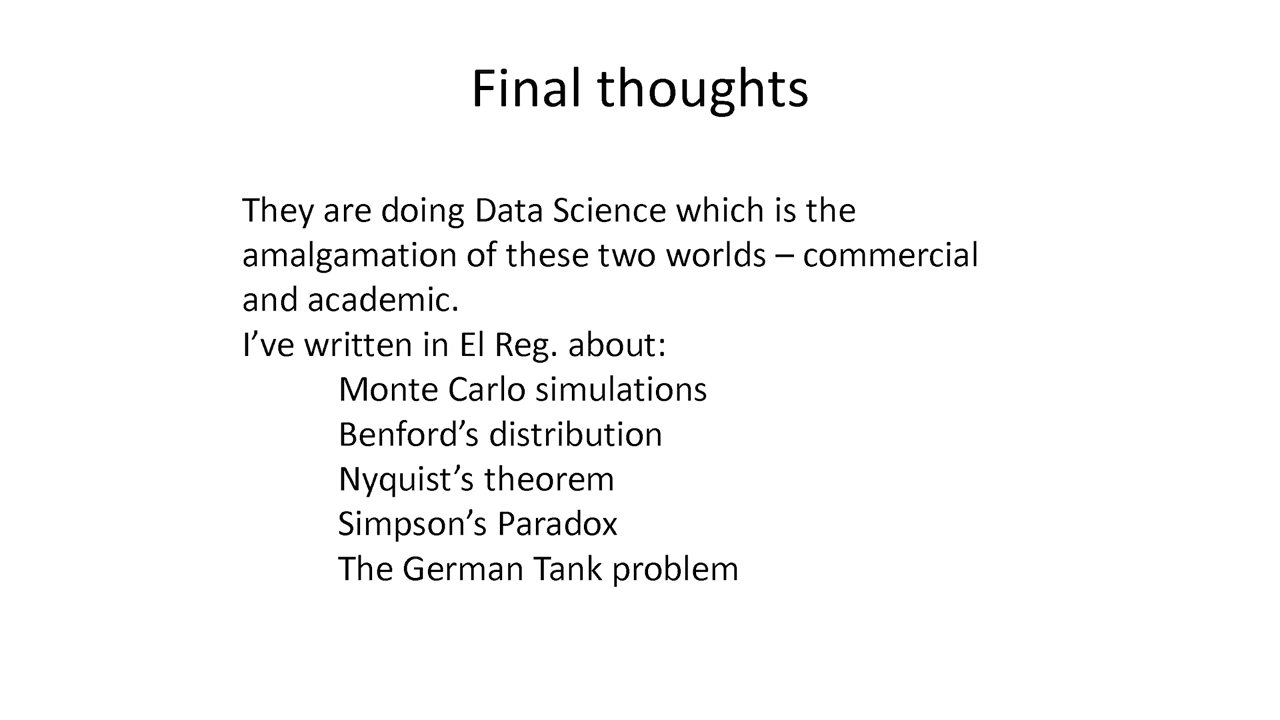 Final thoughts
They are doing Data Science which is the
amalgamation of these two worlds – commercial
and academic.
I’ve written in El Reg. about:
Monte Carlo simulations
Benford’s distribution
Nyquist’s theorem
Simpson’s Paradox
The German Tank problem